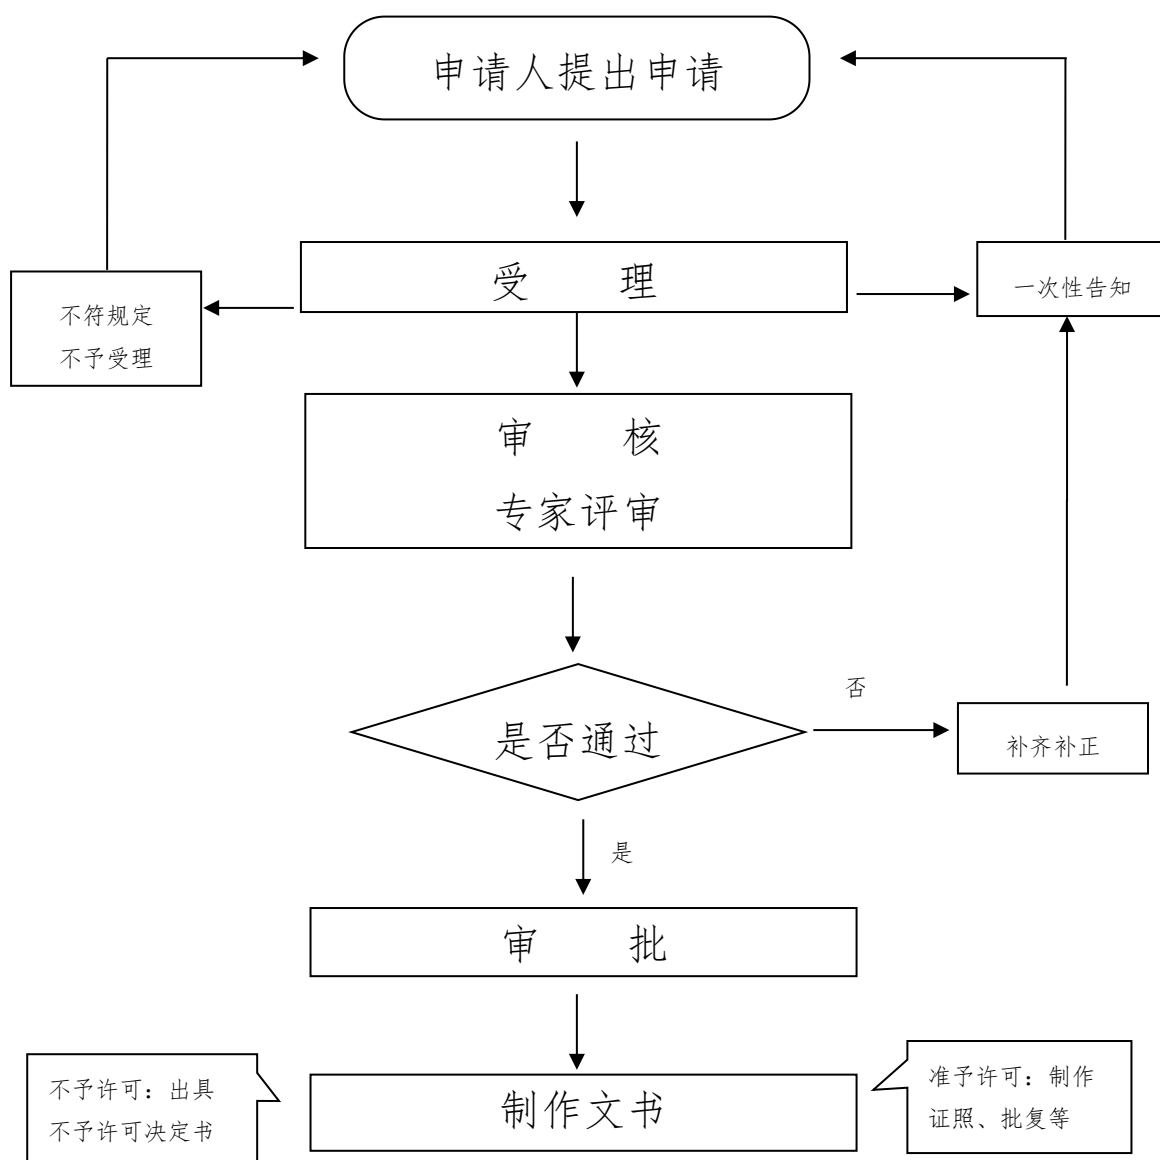 申请人提出申请
受 理
不符规定
不予受理
一次性告知
审 核
专家评审
是否通过
否
补齐补正
是
审 批
不予许可：出具
不予许可决定书
制作文书
准予许可：制作
证照、批复等